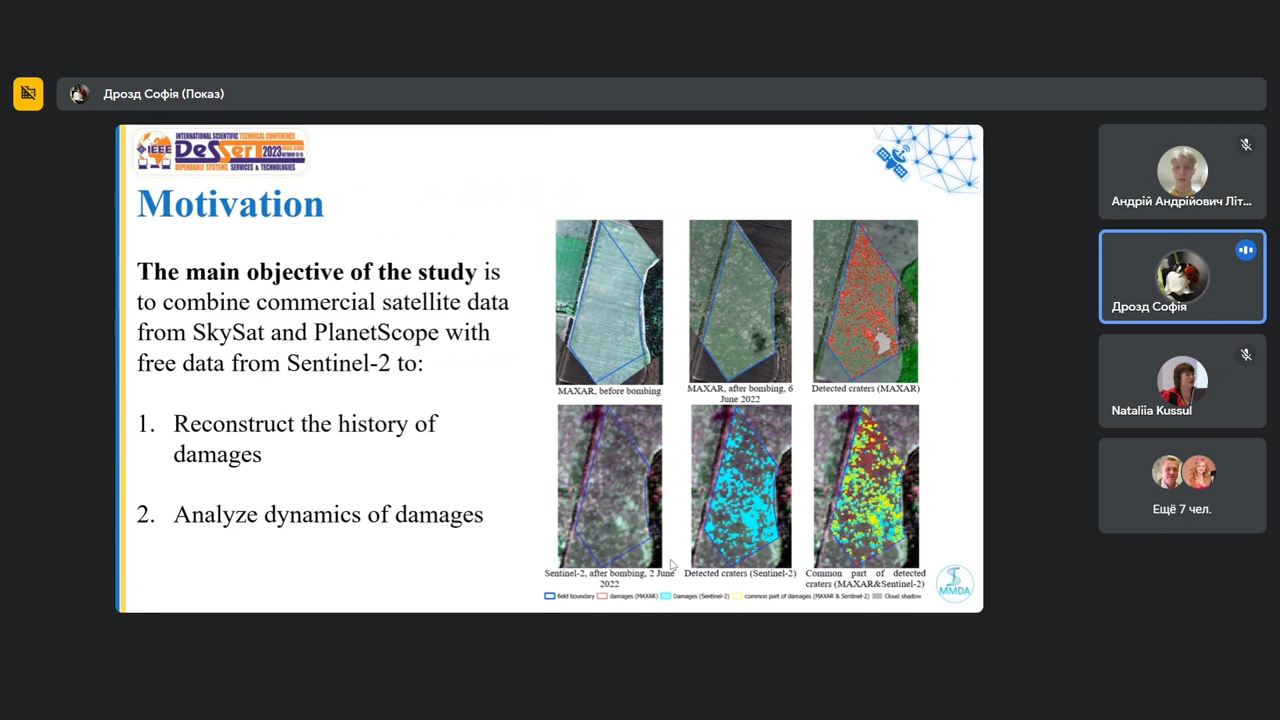 Дрозд Софія (Показ)
INTERNATIONAL SCIENTIFIC TECHNICAL CONFERENCE
IEEE
DeSSerT
2023
DEPENDABLE SYSTEMS, SERVICES & TECHNOLOGIES
Motivation
The main objective of the study is
to combine commercial satellite data
from SkySat and PlanetScope with
free data from Sentinel-2 to:
1. Reconstruct the history of
damages
2. Analyze dynamics of damages
MAXAR, before bombing
MAXAR, after bombing, 6
June 2022
Detected craters (MAXAR)
Sentinel-2, after bombing, 2 June
2022
Detected craters (Sentinel-2)
Common part of detected
craters (MAXAR&Sentinel-2)
field boundary damages (MAXAR) Damages (Sentinel-2) common part of damages (MAXAR & Sentinel-2) Cloud shadow
MMDA
Андрій Андрійович Літ...
Дрозд Софія
Nataliia Kussul
Ещё 7 чел.